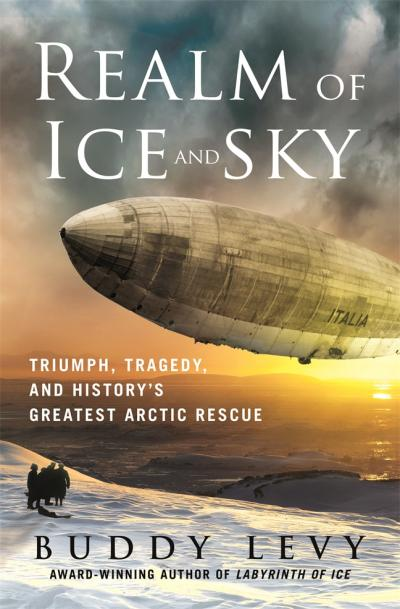 REALM OF
ICE AND SKY
ITALIA
TRIUMPH, TRAGEDY,
AND HISTORY'S
GREATEST ARCTIC RESCUE
BUDDY LEVY
AWARD-WINNING AUTHOR OF LABYRINTH OF ICE